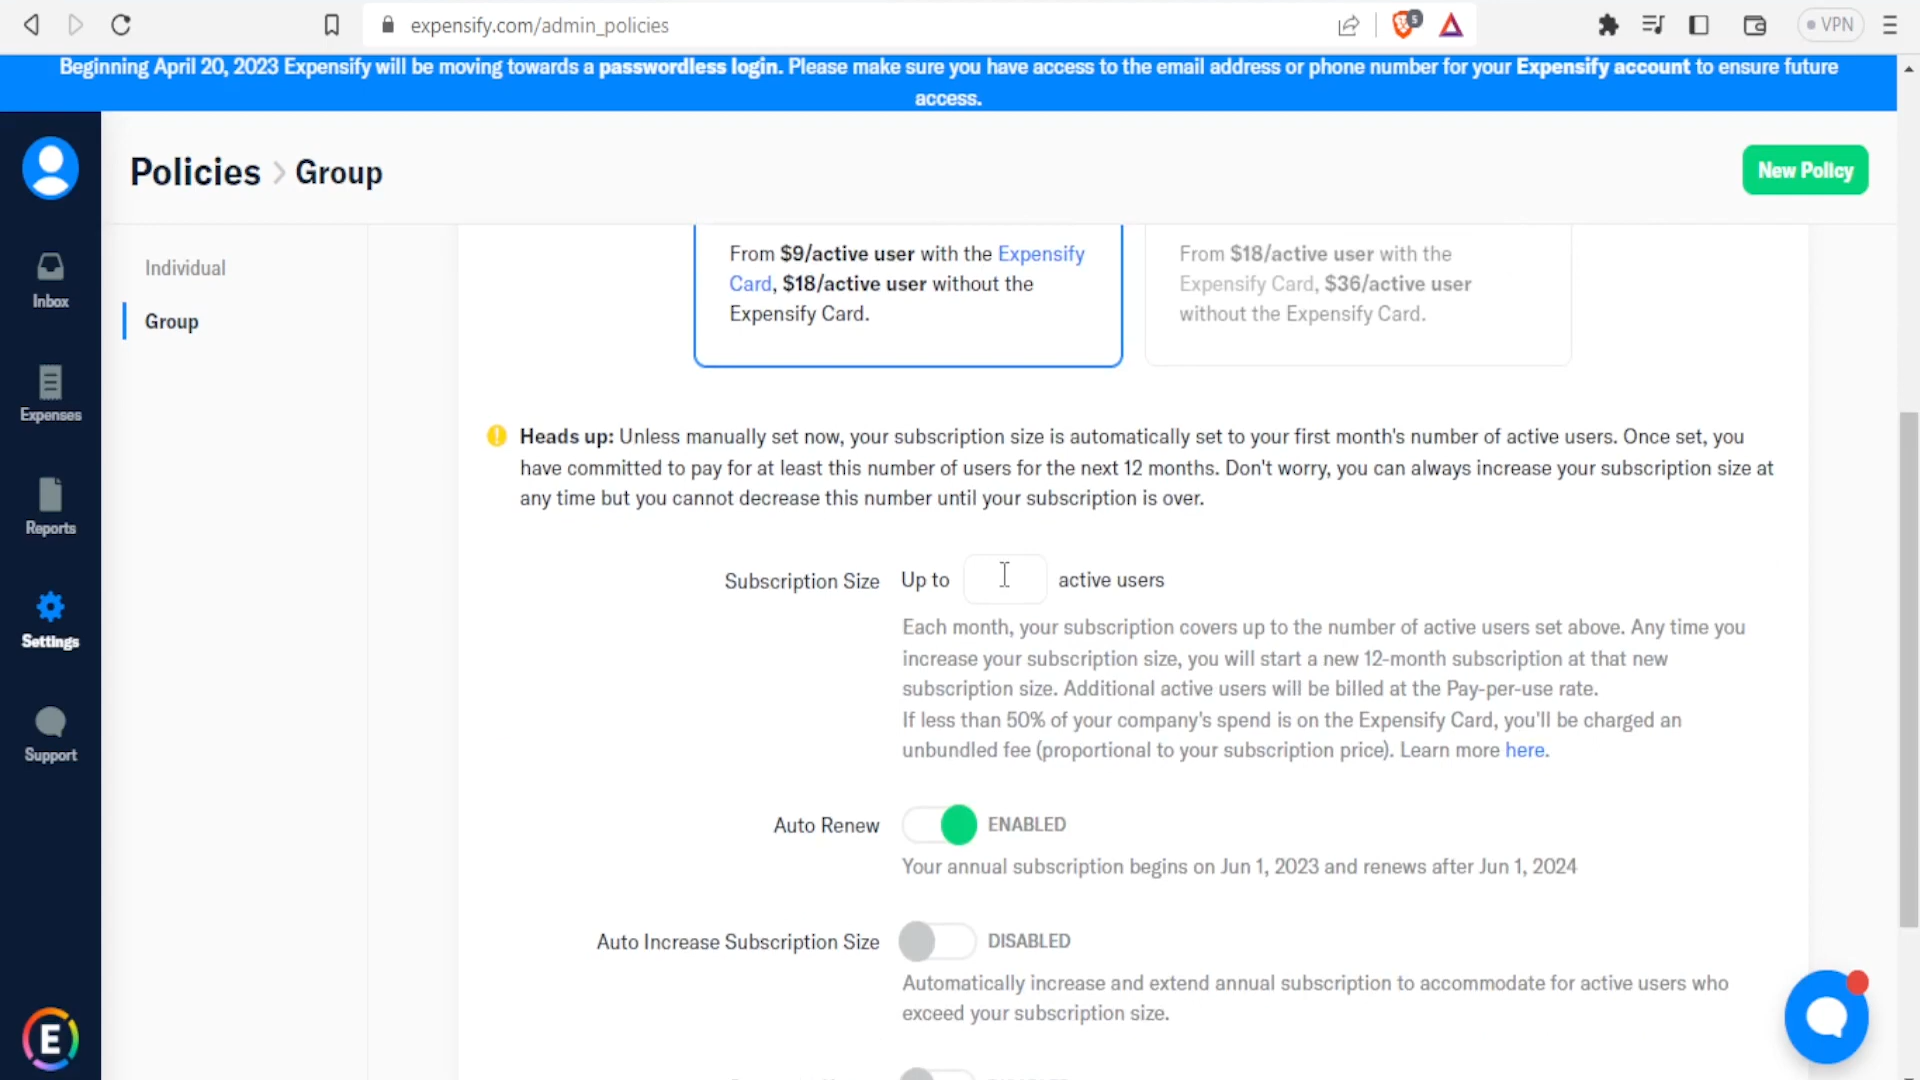 expensify.com/admin_policies
5
VPN
Beginning April 20, 2023 Expensify will be moving towards a passwordless login. Please make sure you have access to the email address or phone number for your Expensify account to ensure future
access.
Policies > Group
New Policy
Inbox
Expenses
Reports
Settings
Support
E
Individual
Group
From $9/active user with the Expensify
Card, $18/active user without the
Expensify Card.
From $18/active user with the
Expensify Card, $36/active user
without the Expensify Card.
Heads up: Unless manually set now, your subscription size is automatically set to your first month's number of active users. Once set, you
have committed to pay for at least this number of users for the next 12 months. Don't worry, you can always increase your subscription size at
any time but you cannot decrease this number until your subscription is over.
Subscription Size Up to active users
Each month, your subscription covers up to the number of active users set above. Any time you
increase your subscription size, you will start a new 12-month subscription at that new
subscription size. Additional active users will be billed at the Pay-per-use rate.
If less than 50% of your company's spend is on the Expensify Card, you'll be charged an
unbundled fee (proportional to your subscription price). Learn more here.
Auto Renew ENABLED
Your annual subscription begins on Jun 1, 2023 and renews after Jun 1, 2024
Auto Increase Subscription Size DISABLED
Automatically increase and extend annual subscription to accommodate for active users who
exceed your subscription size.